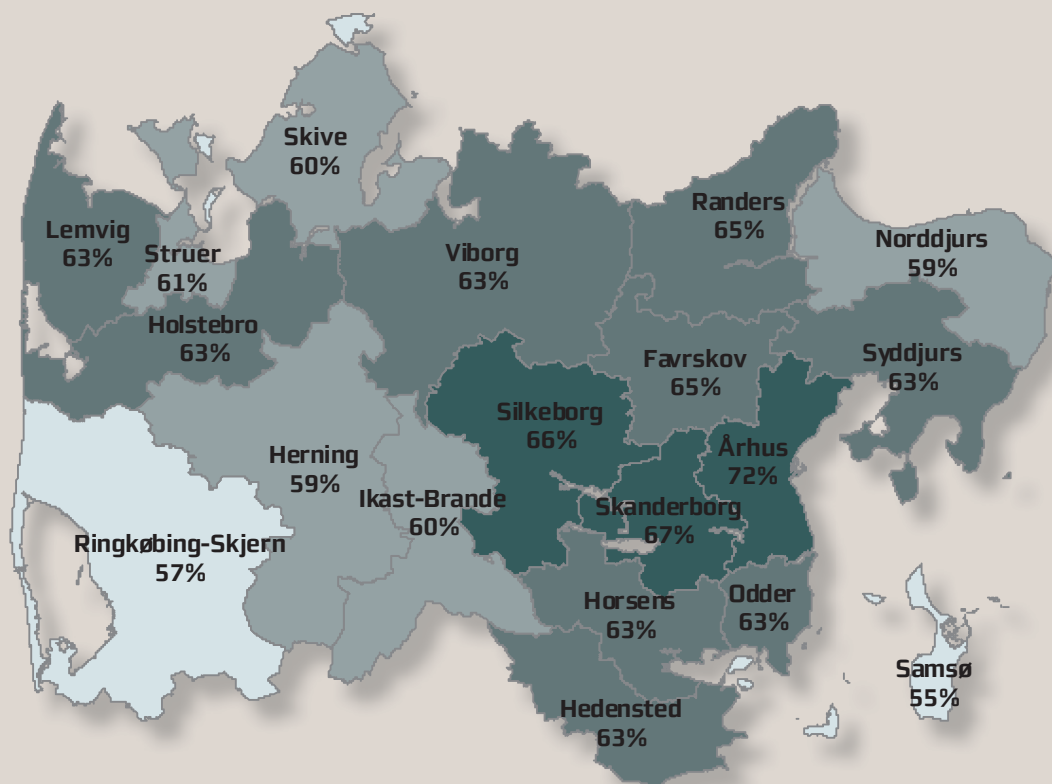 Skive
60%
Randers
65%
Lemvig
63%
Struer
61%
Viborg
63%
Norddjurs
59%
Holstebro
63%
Favrskov
65%
Syddjurs
63%
Silkeborg
66%
Århus
72%
Herning
59%
Ikast-Brande
60%
Skanderborg
67%
Ringkøbing-Skjern
57%
Horsens
63%
Odder
63%
Samsø
55%
Hedensted
63%